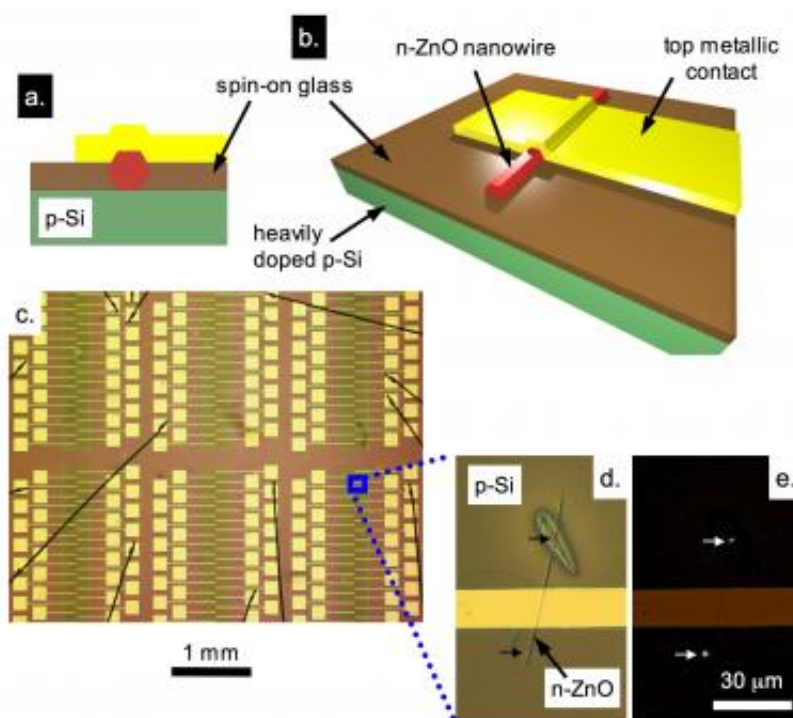 a.
b.
n-ZnO nanowire
top metallic
contact
spin-on glass
p-Si
heavily
doped p-Si
c.
1 mm
p-Si
d.
n-ZnO
e.
30 μm